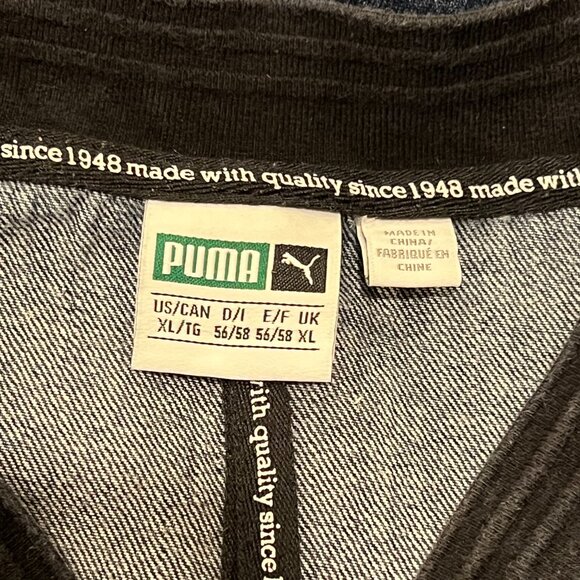 since 1948 made with quality since 1948 made with
PUMA
US/CAN D/I E/F UK
XL/TG 56/58 56/58 XL
MADE IN
CHINA/
FABRIQUÉ EN
CHINE
with quality since 1